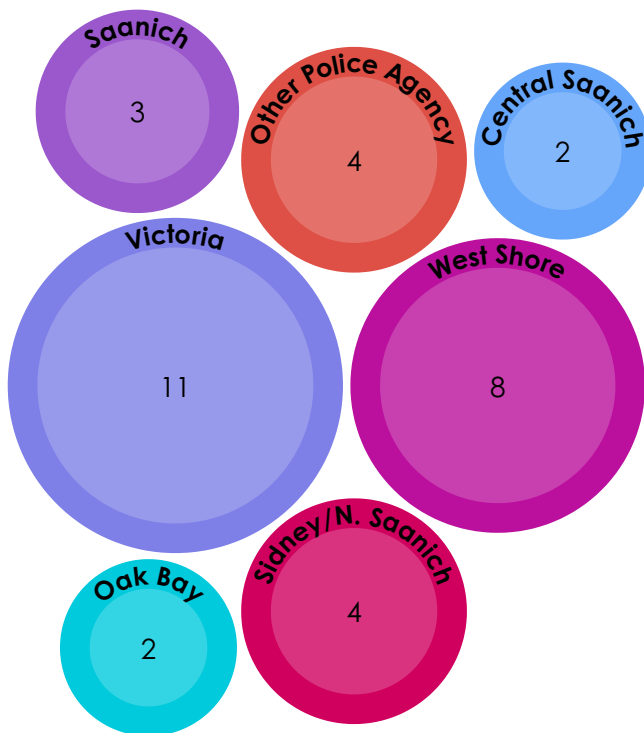 Saanich
3
Other Police Agency
4
Central Saanich
2
Victoria
11
West Shore
8
Oak Bay
2
Sidney/N. Saanich
4